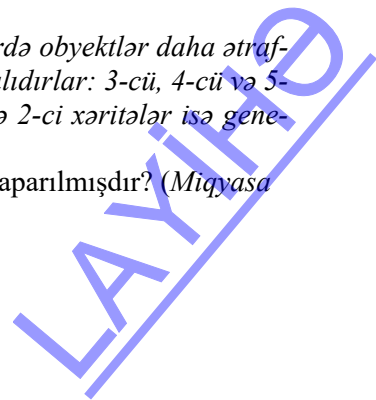 rdə obyektlər daha ətraf-
alıdırlar: 3-cü, 4-cü və 5-
ə 2-ci xəritələr isə gene-
aparılmışdır? (Miqyasa
LAYİHƏ